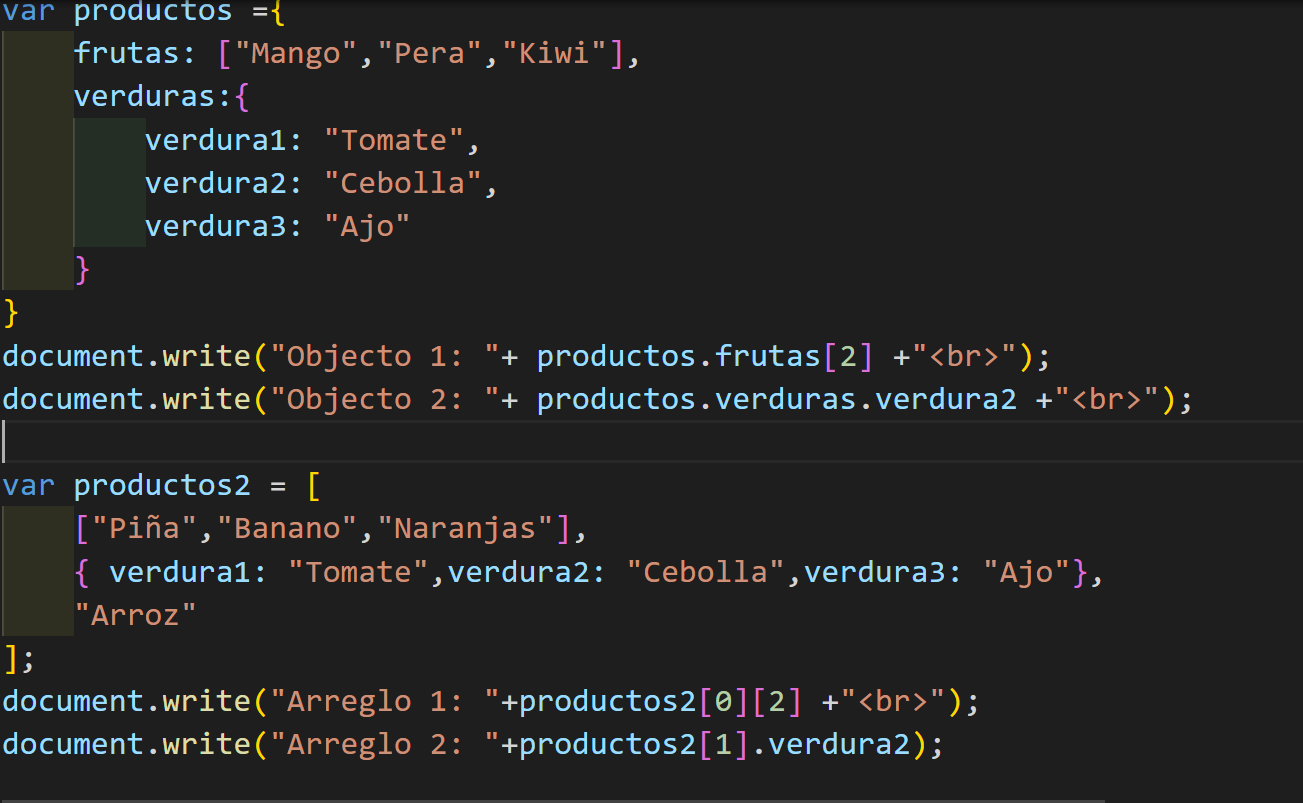 var productos ={
frutas: ["Mango","Pera","Kiwi"],
verduras:{
verdura1: "Tomate",
verdura2: "Cebolla",
verdura3: "Ajo"
}
}
document.write("Objecto 1: "+ productos.frutas[2] +"<br>");
document.write("Objecto 2: "+ productos.verduras.verdura2 +"<br>");
var productos2 = [
["Piña","Banano","Naranjas"],
{ verdura1: "Tomate",verdura2: "Cebolla",verdura3: "Ajo"},
"Arroz"
];
document.write("Arreglo 1: "+productos2[0][2] +"<br>");
document.write("Arreglo 2: "+productos2[1].verdura2);